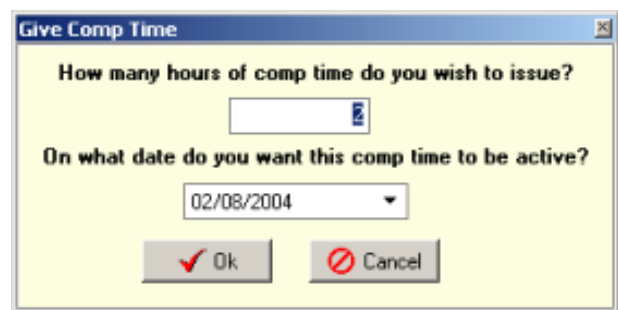 Give Comp Time
How many hours of comp time do you wish to issue?
2
On what date do you want this comp time to be active?
02/08/2004
Ok Cancel